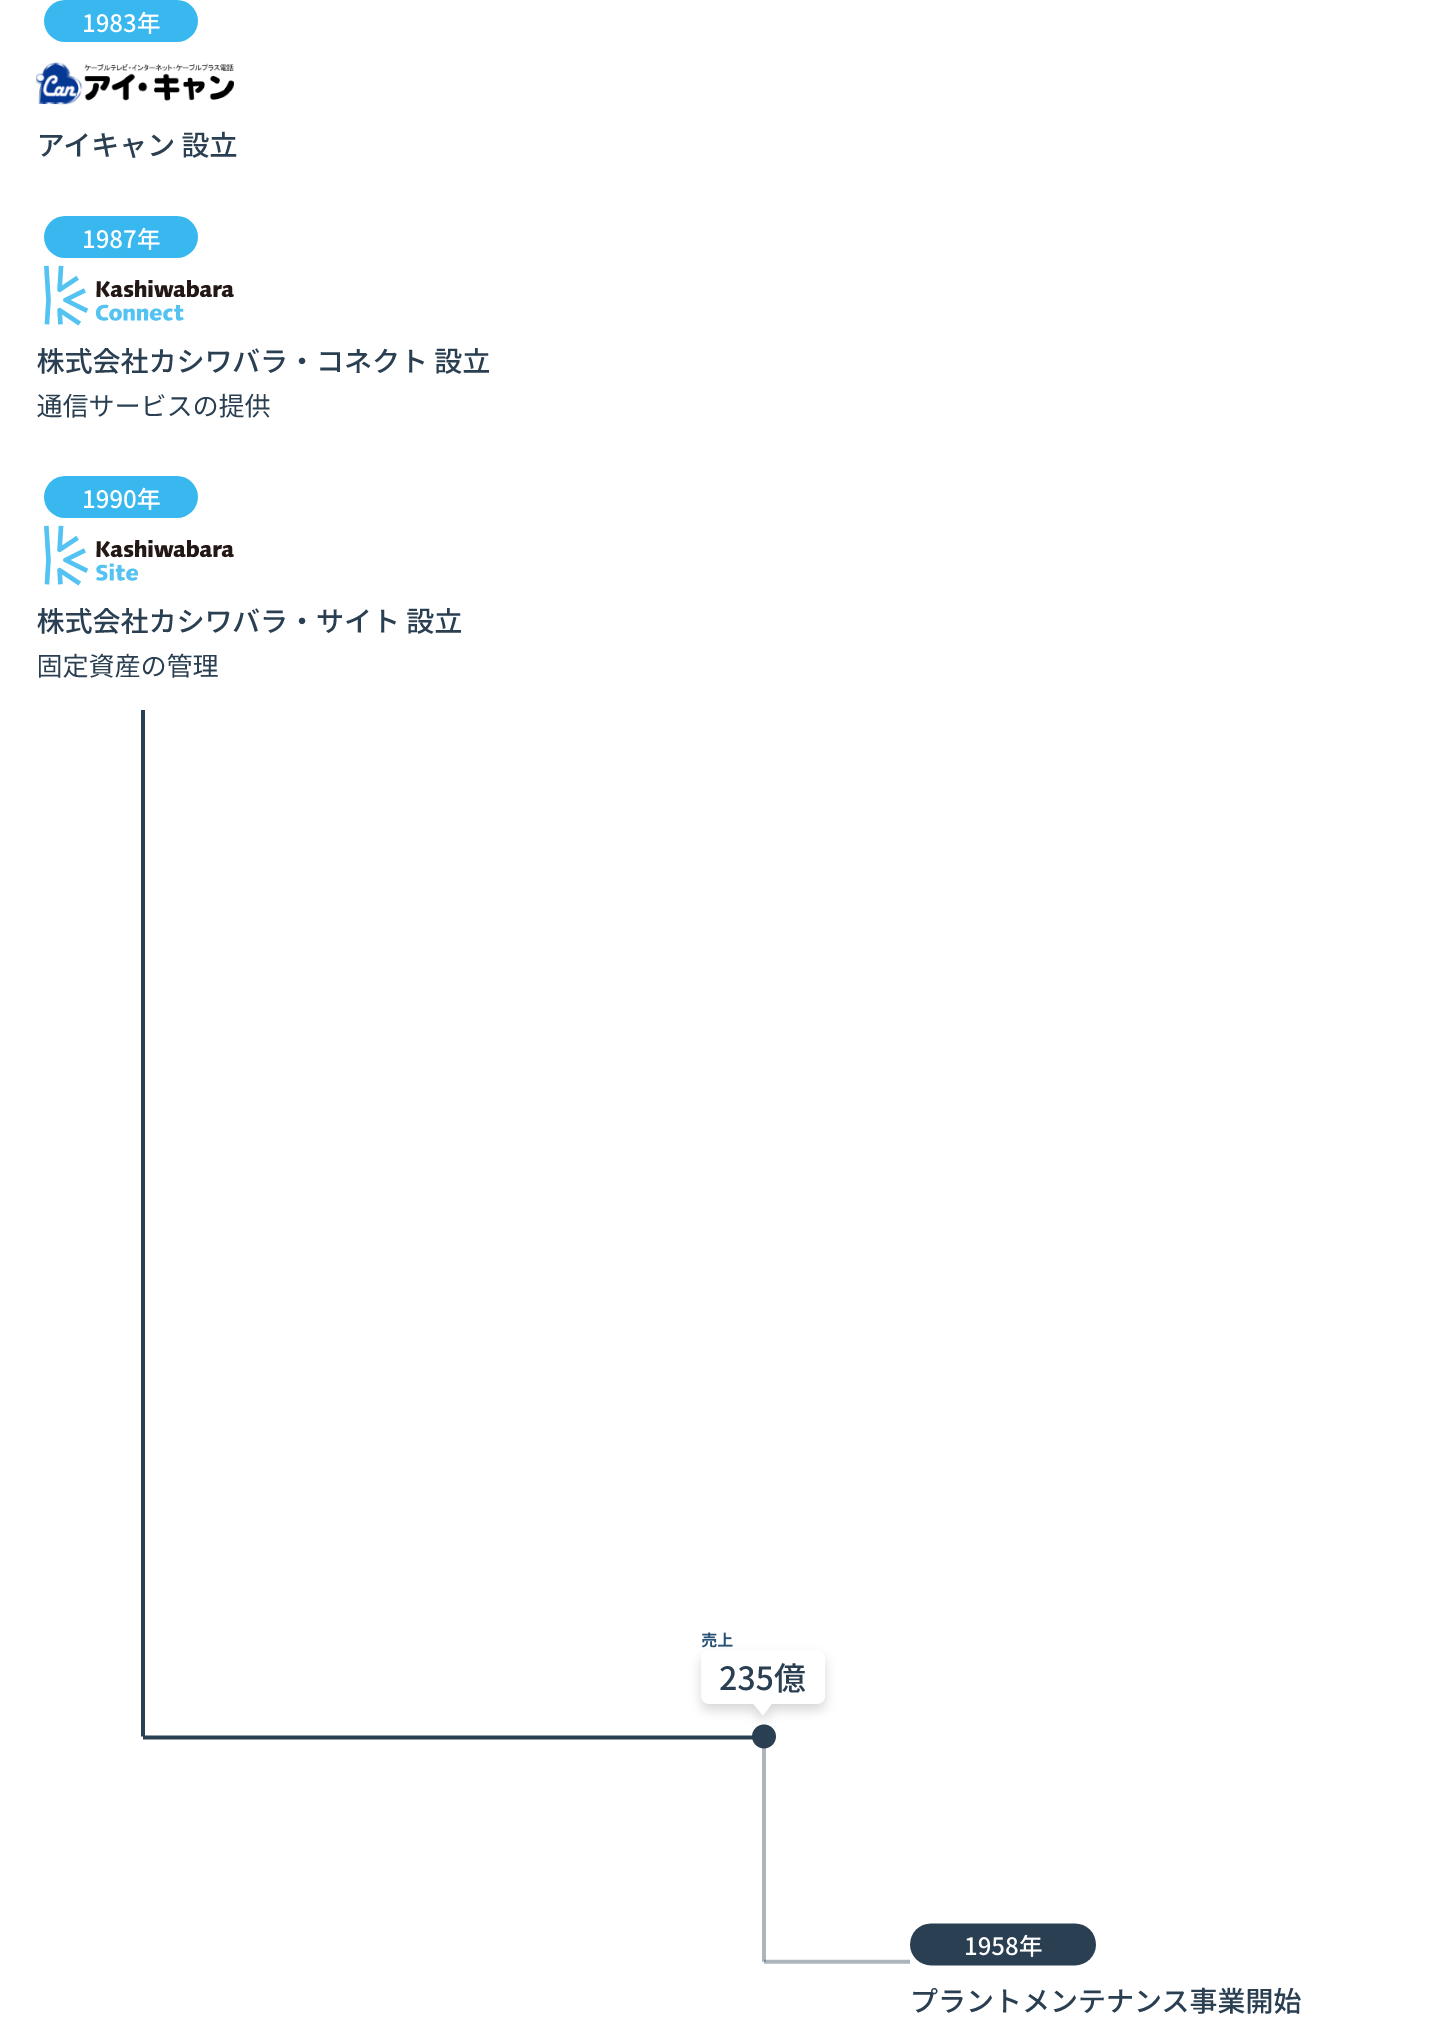 1983年
ケーブルテレビ・インターネット・ケーブルプラス電話
Can アイ・キャン
アイキャン 設立
1987年
Kashiwabara
Connect
株式会社カシワバラ・コネクト 設立
通信サービスの提供
1990年
Kashiwabara
Site
株式会社カシワバラ・サイト 設立
固定資産の管理
売上
235億
1958年
プラントメンテナンス事業開始